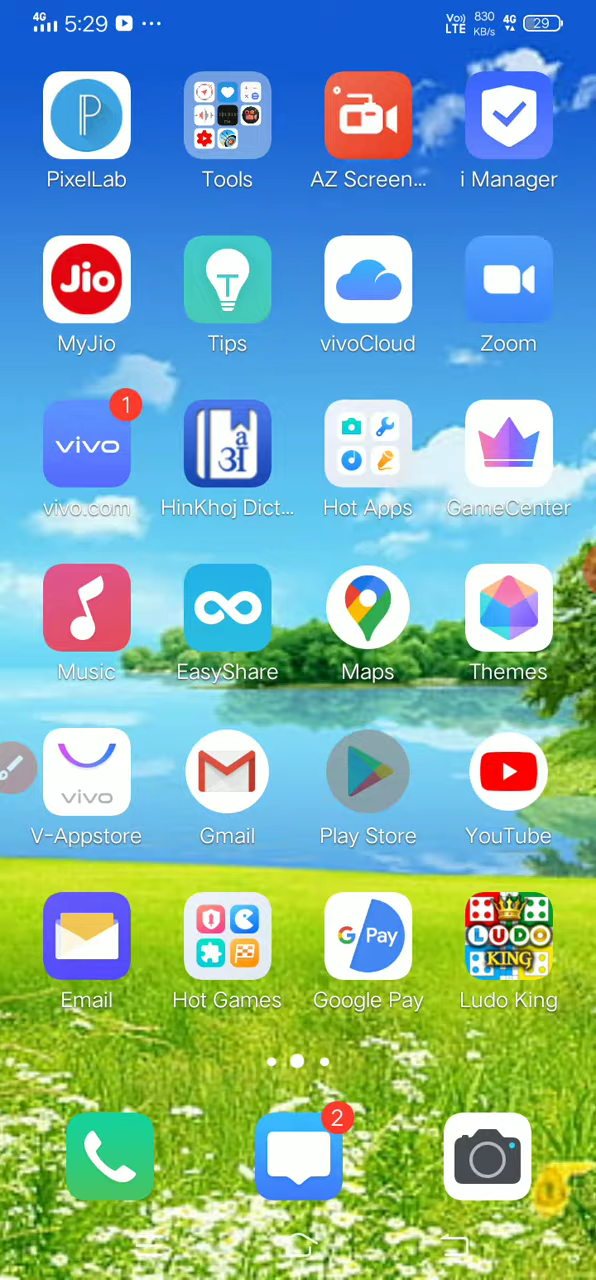 4G 5:29 ... Vo)) LTE 830 KB/s 4G 29
PixelLab Tools AZ Screen... i Manager
Jio
T
MyJio Tips vivoCloud Zoom
1
vivo
a
अ
vivo.com HinKhoj Dict... Hot Apps GameCenter
Music EasyShare Maps Themes
vivo
V-Appstore Gmail Play Store YouTube
G Pay
LUDO
KING
Email Hot Games Google Pay Ludo King
2